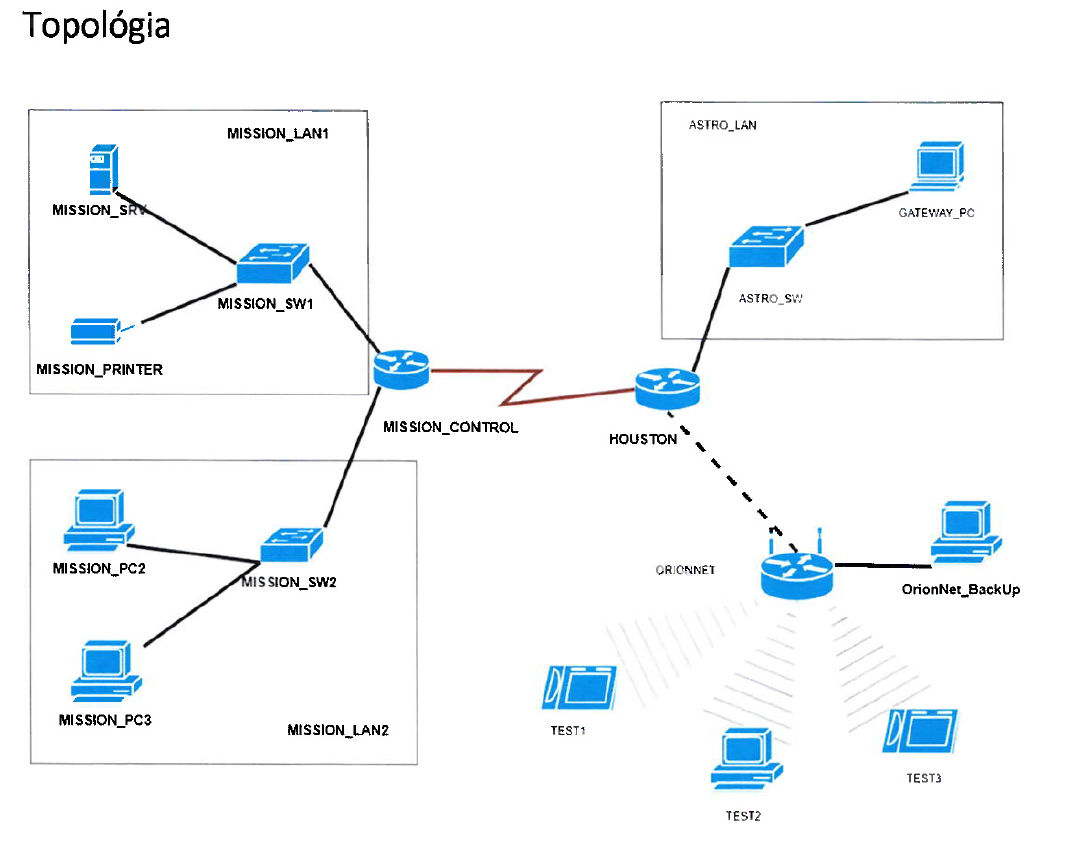 Topológia
MISSION_LAN1
MISSION_SRV
MISSION_SW1
MISSION_PRINTER
MISSION_CONTROL
ASTRO_LAN
GATEWAY_PC
ASTRO_SW
HOUSTON
MISSION_PC2
MISSION_SW2
MISSION_PC3
MISSION_LAN2
ORIONNET
OrionNet_BackUp
TEST1
TEST2
TEST3